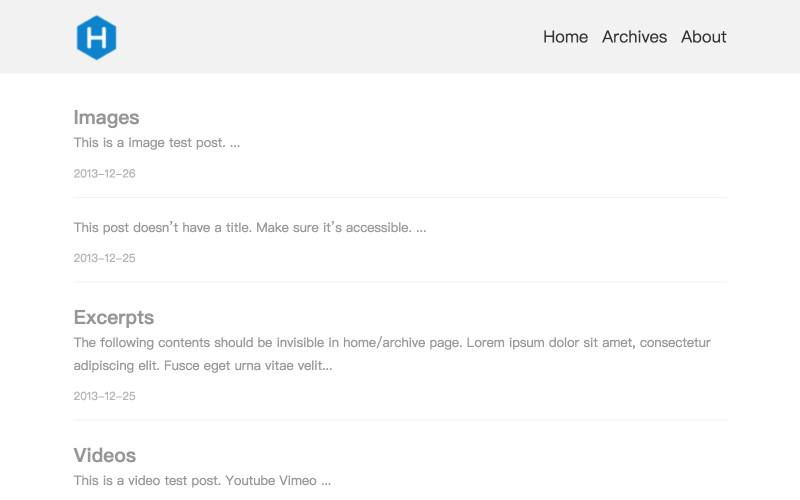 H
Home Archives About
Images
This is a image test post. ...
2013-12-26
This post doesn't have a title. Make sure it's accessible. ...
2013-12-25
Excerpts
The following contents should be invisible in home/archive page. Lorem ipsum dolor sit amet, consectetur
adipiscing elit. Fusce eget urna vitae velit...
2013-12-25
Videos
This is a video test post. Youtube Vimeo ...